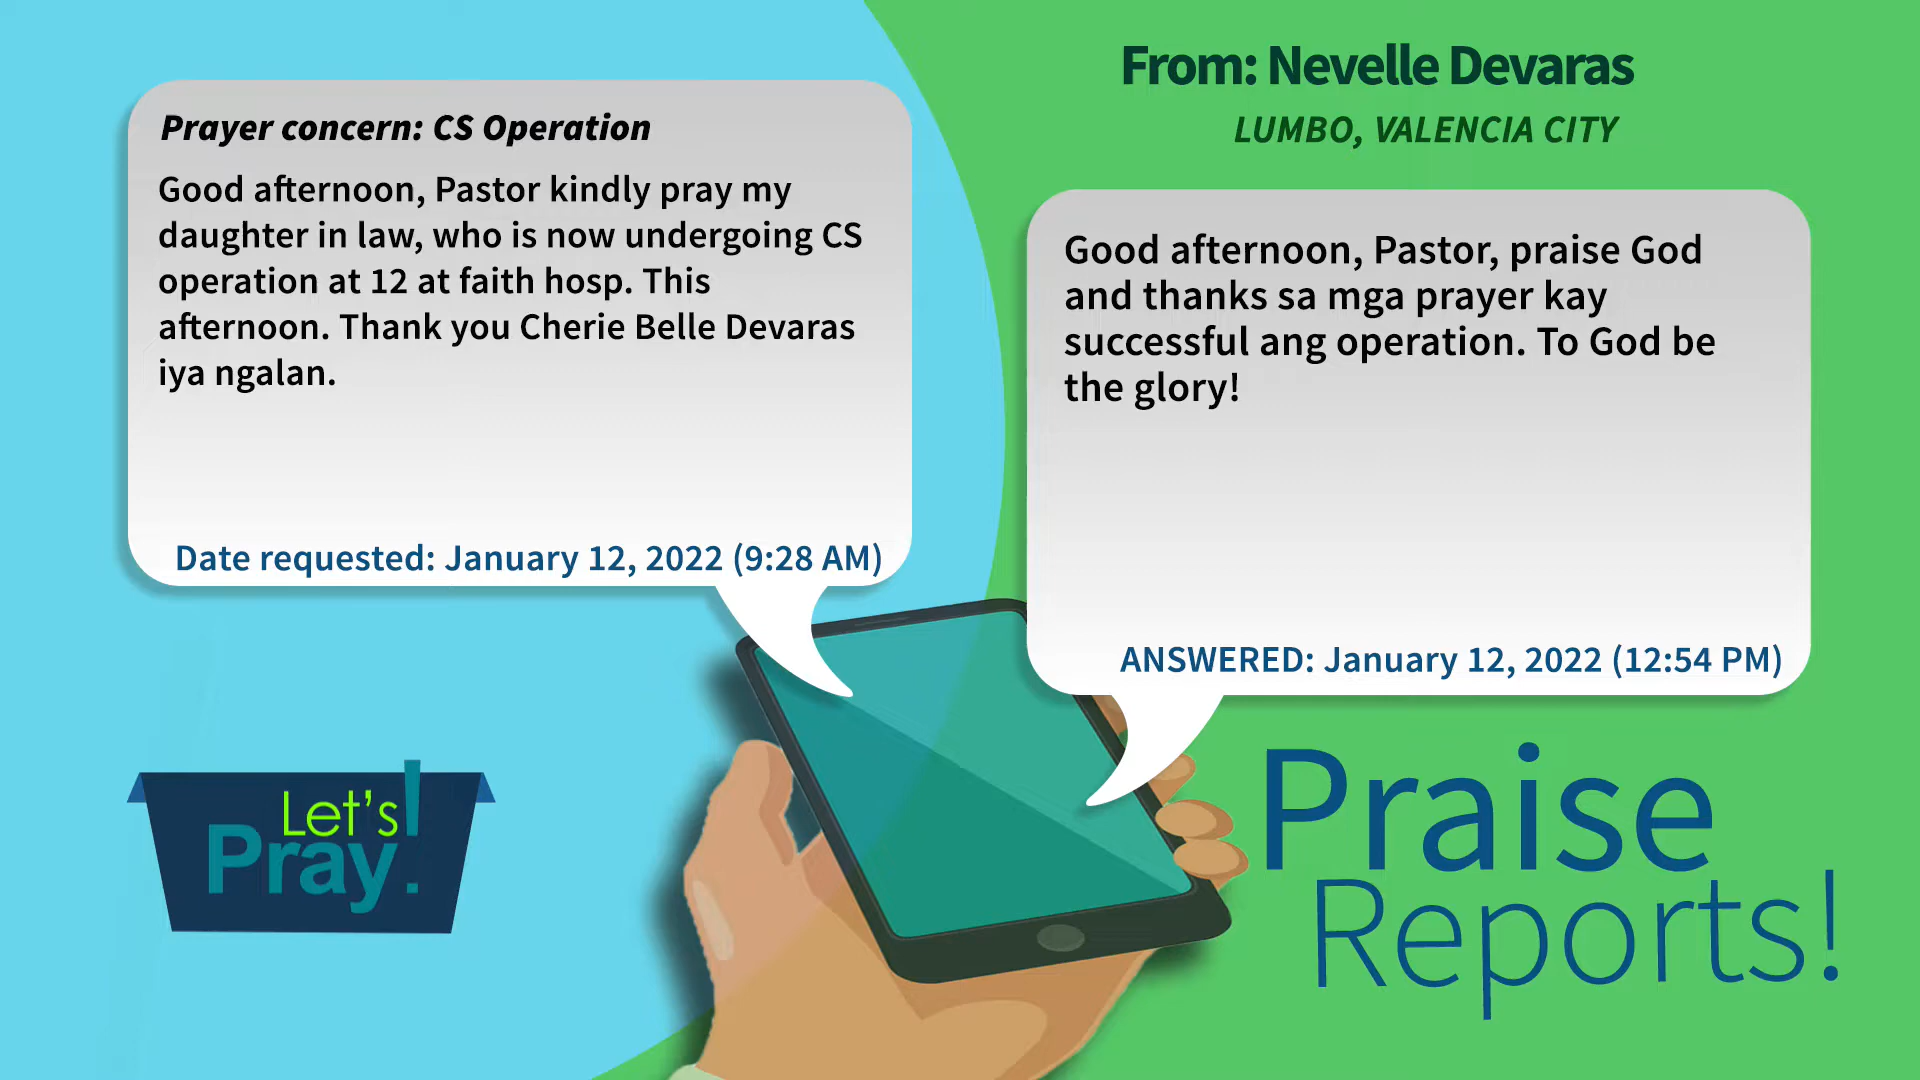 Prayer concern: CS Operation
Good afternoon, Pastor kindly pray my
daughter in law, who is now undergoing CS
operation at 12 at faith hosp. This
afternoon. Thank you Cherie Belle Devaras
iya ngalan.
Date requested: January 12, 2022 (9:28 AM)
From: Nevelle Devaras
LUMBO, VALENCIA CITY
Good afternoon, Pastor, praise God
and thanks sa mga prayer kay
successful ang operation. To God be
the glory!
ANSWERED: January 12, 2022 (12:54 PM)
Let's
Pray!
Praise
Reports!